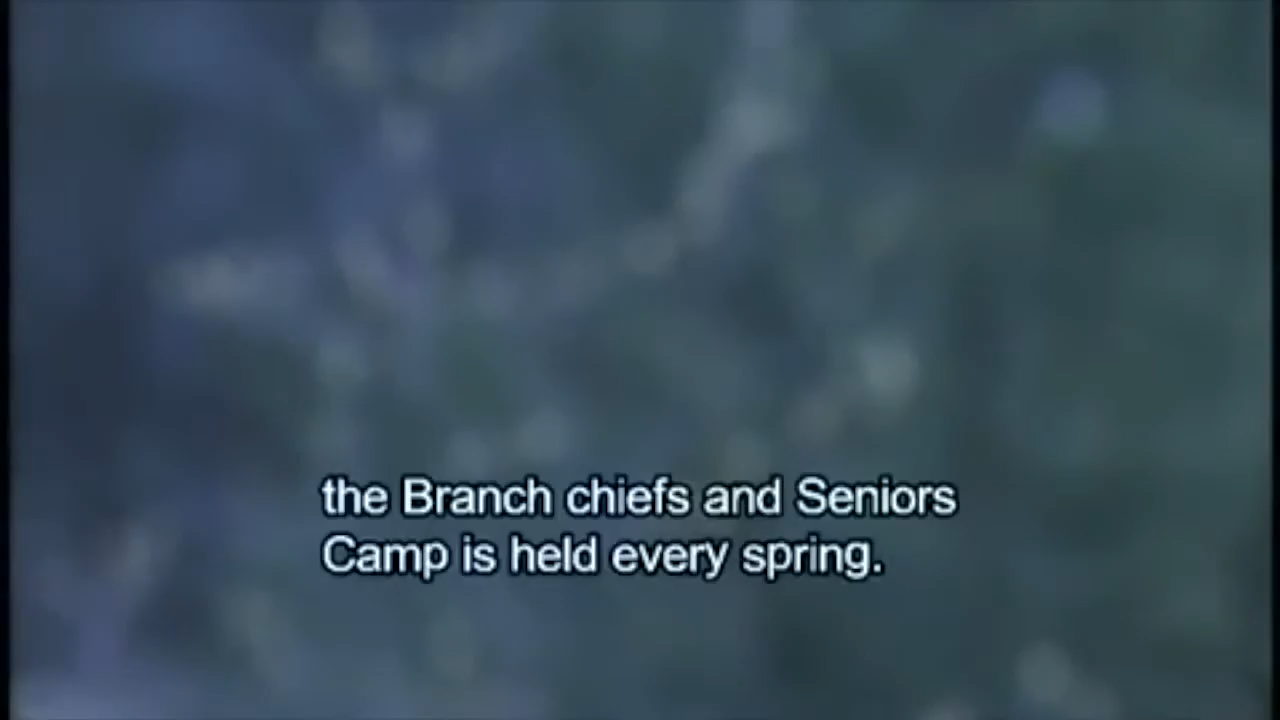 the Branch chiefs and Seniors
Camp is held every spring.